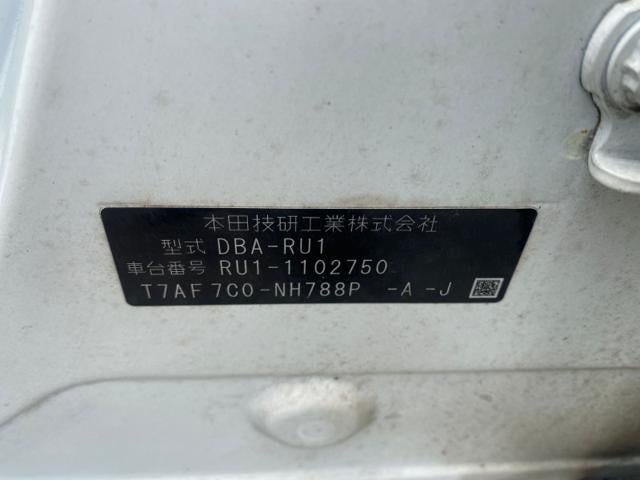 本田技研工業株式会社
型式 DBA-RU1
車台番号 RU1-1102750
T7AF7C0-NH788P -A-J